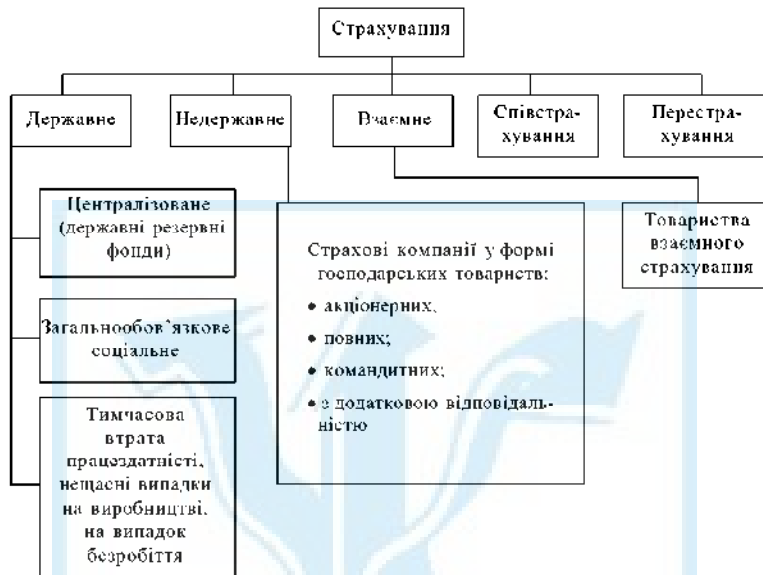 Страхування
Державне
Недержавне
Взаємне
Співстра-
хування
Перестра-
хування
Централізоване
(державні резервні
фонди)
Загальнообов’язкове
соціальне
Тимчасова
втрата
працездатністі,
нещасні випадки
на виробництві,
на випадок
безробіття
Страхові компанії у формі
господарських товариств:
• акціонерних,
• повних;
• командитних;
• з додатковою відповідаль-
ністю
Товариства
взаємного
страхування